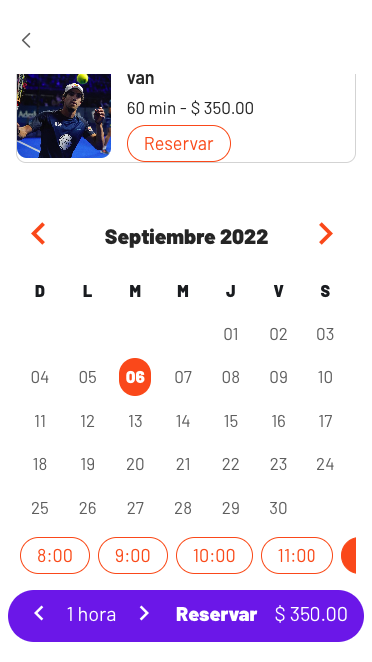 van
60 min - $ 350.00
Reservar
Septiembre 2022
D L M M J V S
01 02 03
04 05 06 07 08 09 10
11 12 13 14 15 16 17
18 19 20 21 22 23 24
25 26 27 28 29 30
8:00 9:00 10:00 11:00
1 hora Reservar $ 350.00